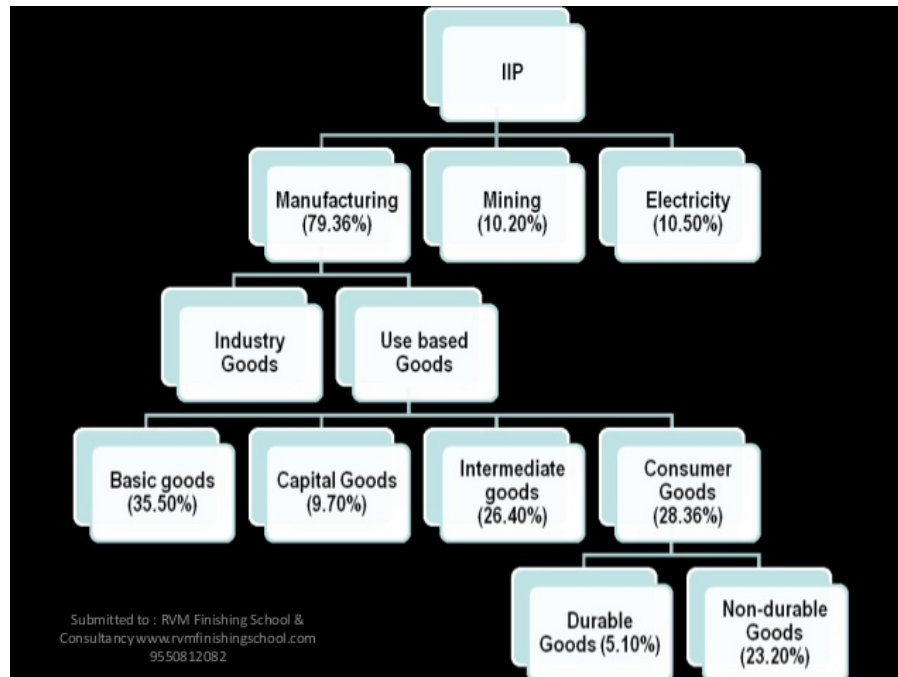 IIP
Manufacturing
(79.36%)
Mining
(10.20%)
Electricity
(10.50%)
Industry
Goods
Use based
Goods
Basic goods
(35.50%)
Capital Goods
(9.70%)
Intermediate
goods
(26.40%)
Consumer
Goods
(28.36%)
Durable
Goods (5.10%)
Non-durable
Goods
(23.20%)
Submitted to : RVM Finishing School &
Consultancy www.rvmfinishingschool.com
9550812082